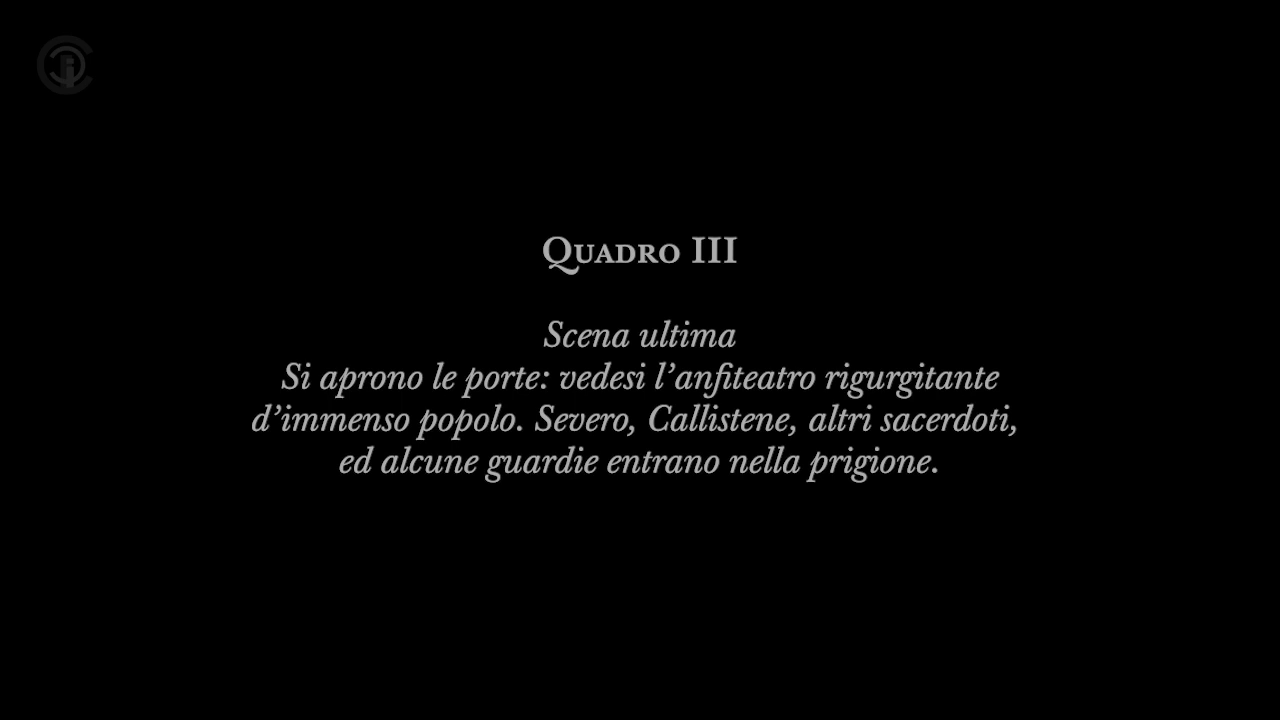 Quadro III
Scena ultima
Si aprono le porte: vedesi l’anfiteatro rigurgitante
d’immenso popolo. Severo, Callistene, altri sacerdoti,
ed alcune guardie entrano nella prigione.